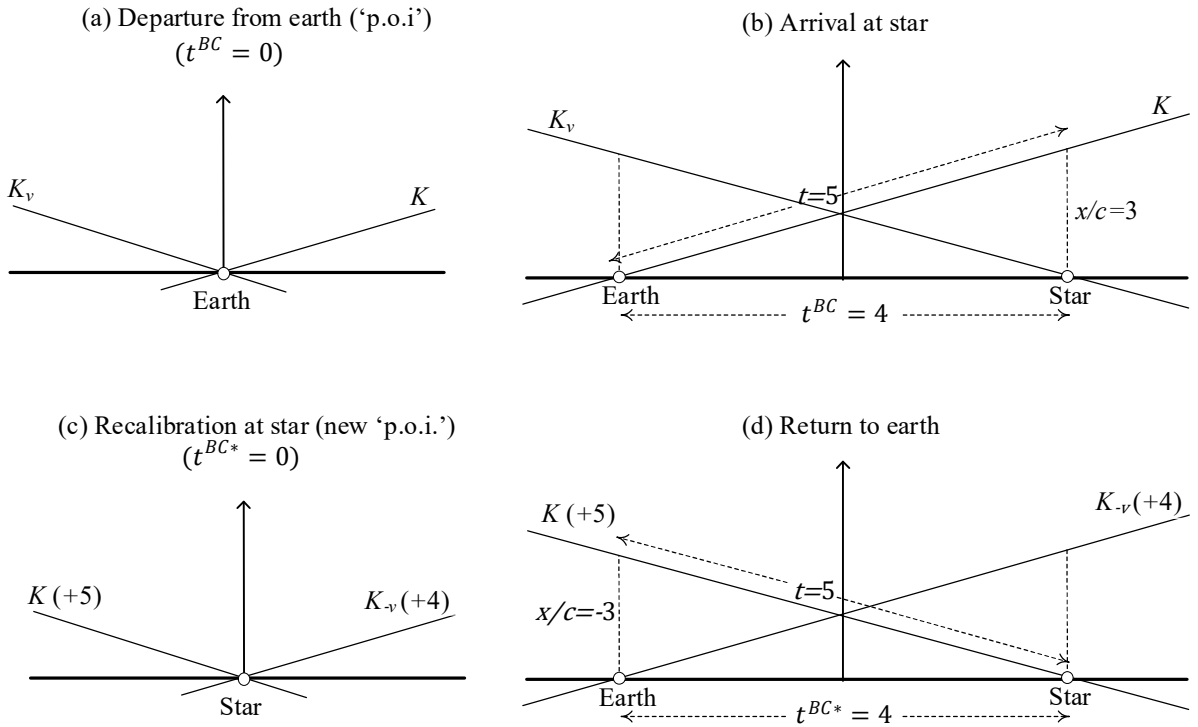 (a) Departure from earth (‘p.o.i’)
(t^{BC} = 0)
K_v
K
Earth
(b) Arrival at star
K_v
K
t=5
x/c=3
Earth
Star
t^{BC} = 4
(c) Recalibration at star (new ‘p.o.i.’)
(t^{BC*} = 0)
K (+5)
K_{-v}(+4)
Star
(d) Return to earth
K (+5)
K_{-v}(+4)
t=5
x/c=-3
Earth
Star
t^{BC*} = 4